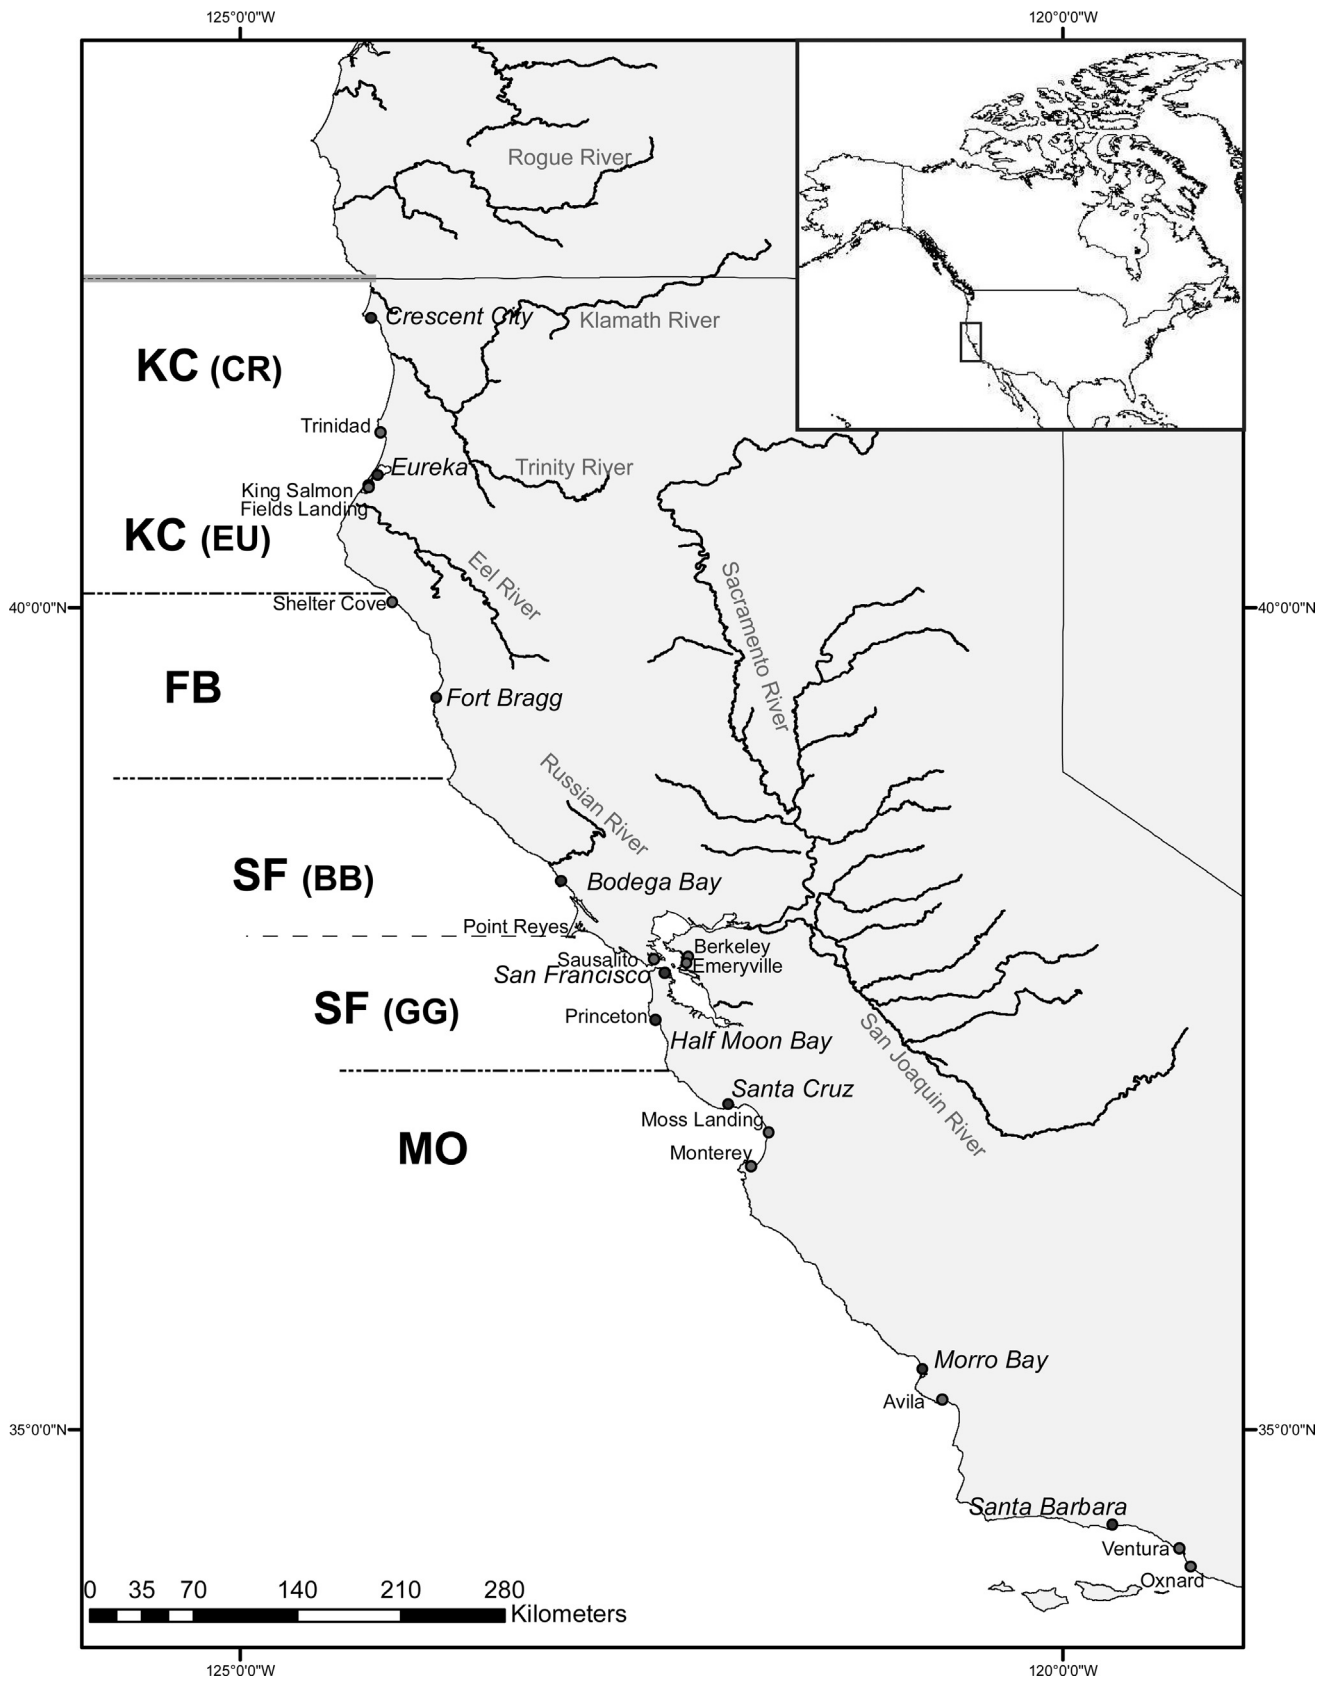 125°0'0"W
120°0'0"W
Rogue River
Crescent City
Klamath River
KC (CR)
Trinidad
Eureka
Trinity River
King Salmon
Fields Landing
KC (EU)
Eel River
Sacramento River
Shelter Cove
40°0'0"N
40°0'0"N
FB
Fort Bragg
Russian River
SF (BB)
Bodega Bay
Point Reyes
Berkeley
Sausalito
Emeryville
San Francisco
SF (GG)
Princeton
Half Moon Bay
San Joaquin River
Santa Cruz
Moss Landing
MO
Monterey
Morro Bay
Avila
35°0'0"N
35°0'0"N
Santa Barbara
Ventura
Oxnard
0 35 70 140 210 280
Kilometers
125°0'0"W
120°0'0"W